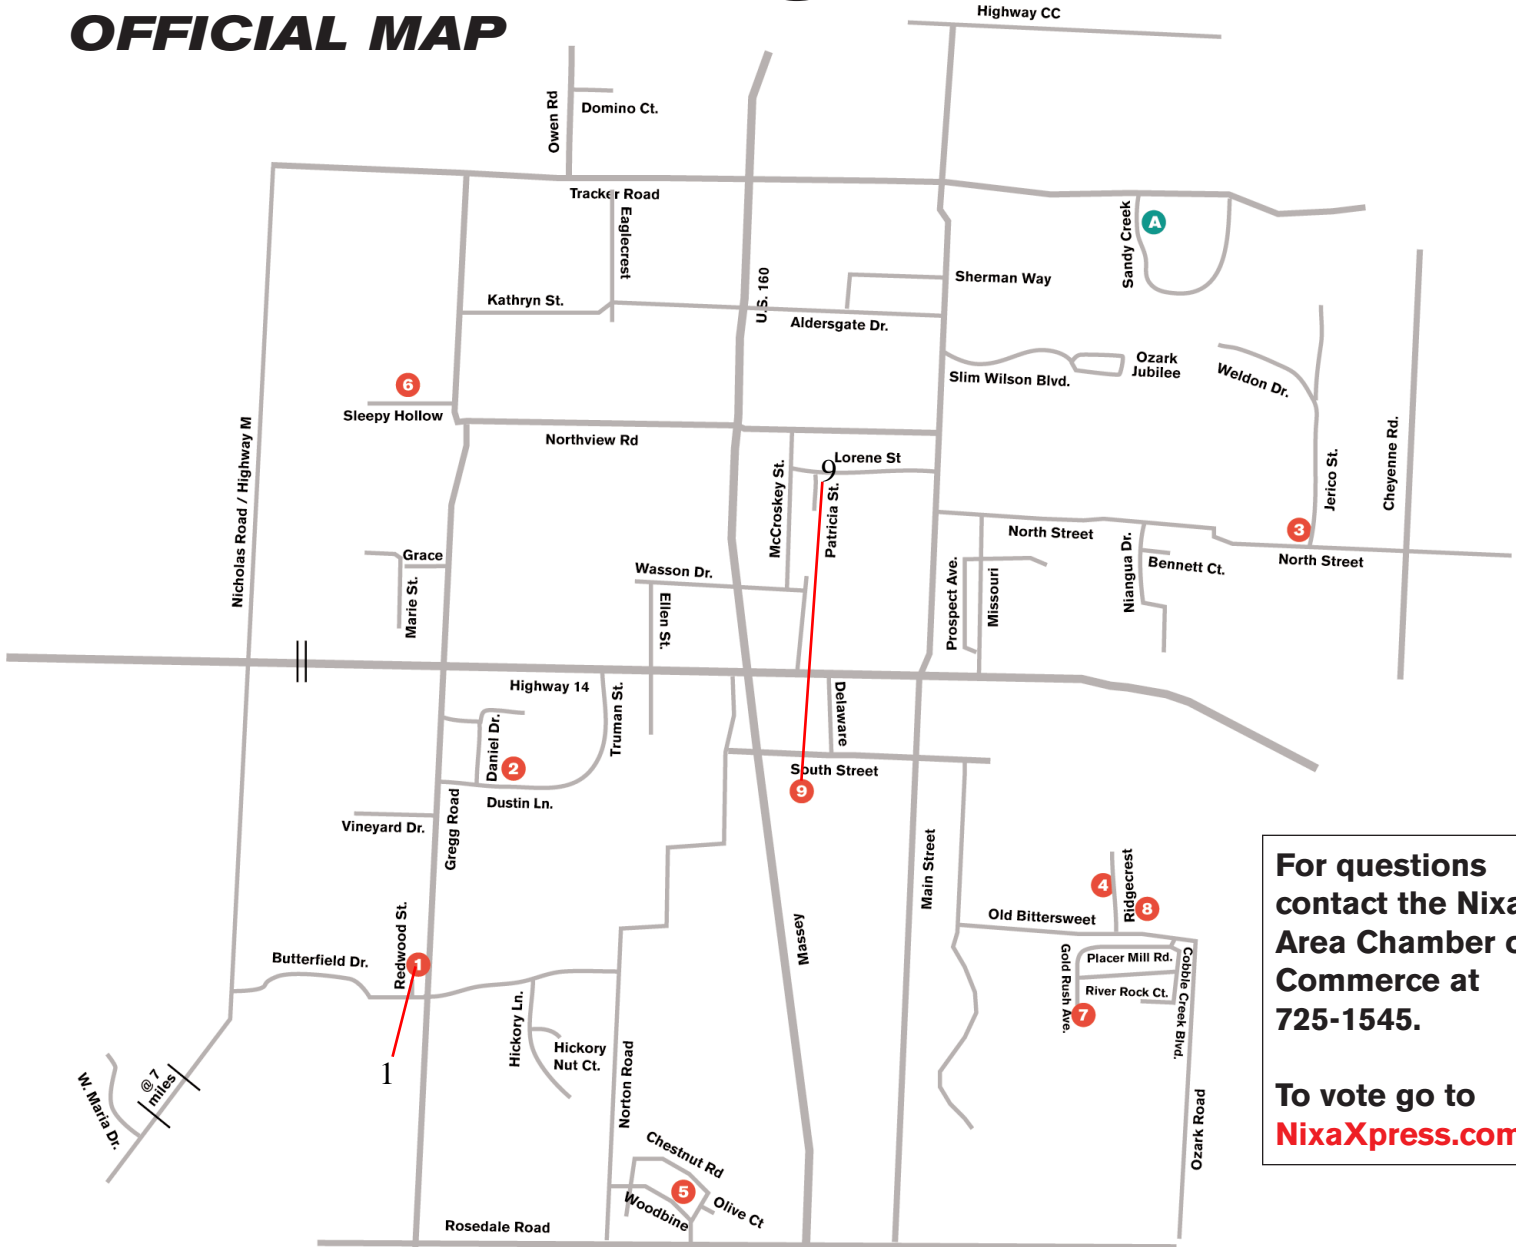 OFFICIAL MAP
Highway CC
Owen Rd
Domino Ct.
Tracker Road
Eaglecrest
Sandy Creek
A
Kathryn St.
U.S. 160
Sherman Way
Aldersgate Dr.
6
Sleepy Hollow
Slim Wilson Blvd.
Ozark
Jubilee
Weldon Dr.
Nicholas Road / Highway M
Northview Rd
McCroskey St.
9
Lorene St
Patricia St.
Jerico St.
Cheyenne Rd.
3
North Street
North Street
Grace
Marie St.
Wasson Dr.
Ellen St.
Prospect Ave.
Missouri
Niangua Dr.
Bennett Ct.
Highway 14
Truman St.
Daniel Dr.
2
Dustin Ln.
Delaware
South Street
9
Vineyard Dr.
Gregg Road
Main Street
4
Ridgecrest
8
Old Bittersweet
Massey
Redwood St.
1
Butterfield Dr.
Gold Rush Ave.
Placer Mill Rd.
River Rock Ct.
Cobble Creek Blvd.
7
Hickory Ln.
Hickory
Nut Ct.
1
@ 7
miles
W. Maria Dr.
Norton Road
Ozark Road
Chestnut Rd
5
Woodbine
Olive Ct
Rosedale Road
For questions
contact the Nixa
Area Chamber o
Commerce at
725-1545.
To vote go to
NixaXpress.com